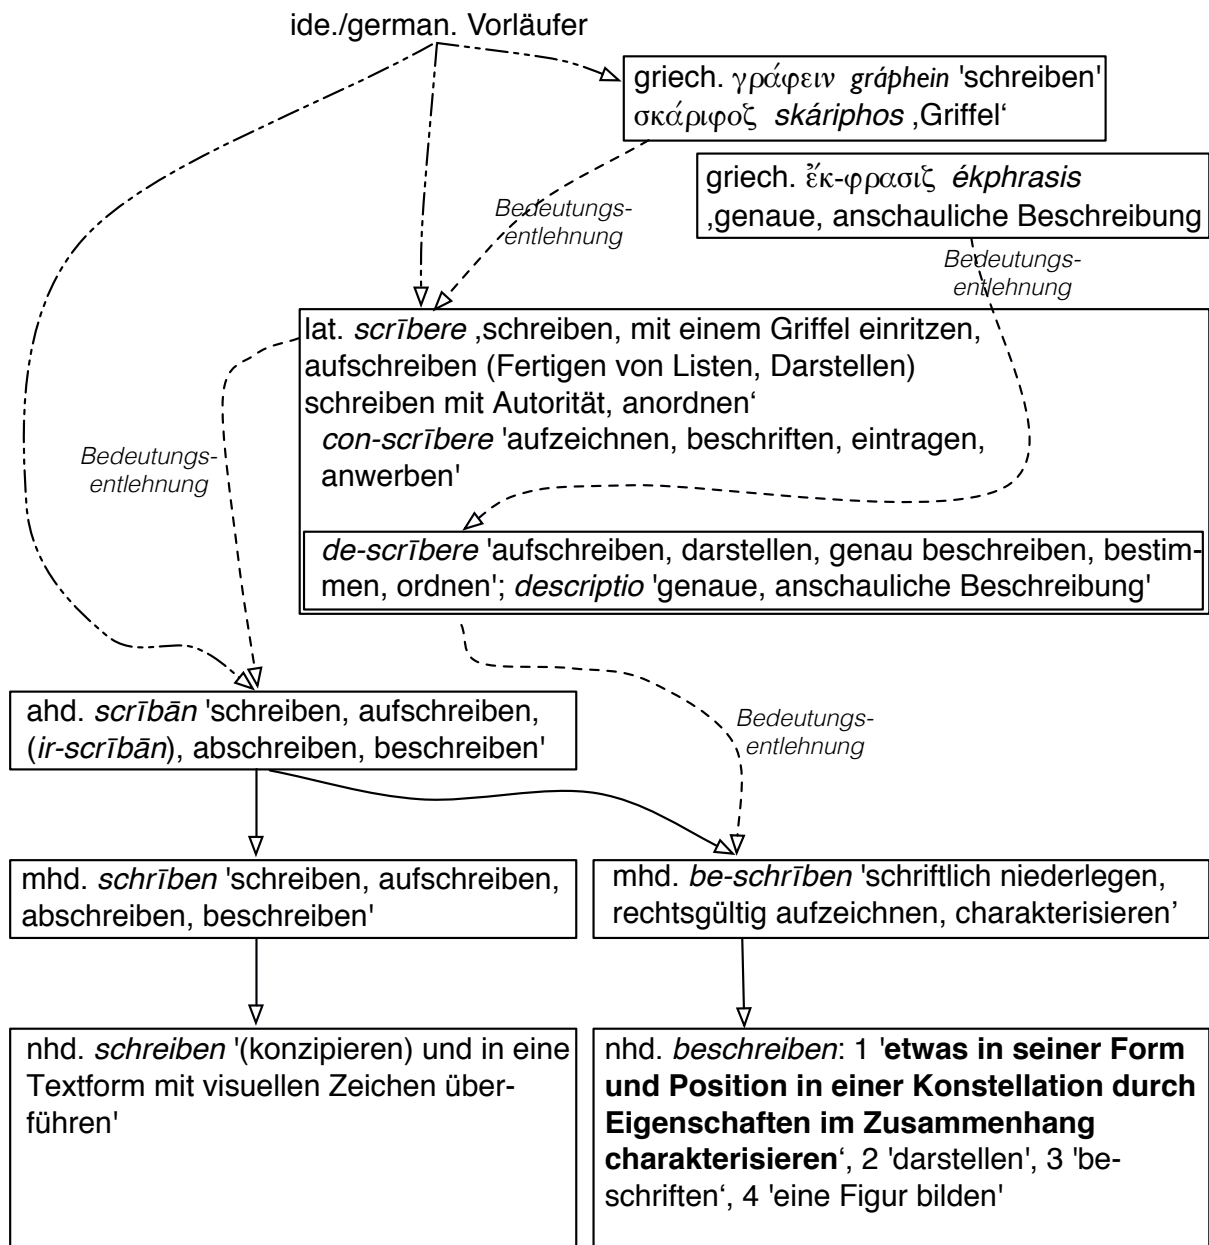 ide./german. Vorläufer
griech. γράφειν gráphein 'schreiben'
σκάριφοζ skáriphos ‚Griffel‘
griech. ἔκ-φρασιζ ékphrasis
‚genaue, anschauliche Beschreibung
Bedeutungs-
entlehnung
Bedeutungs-
entlehnung
lat. scrībere ‚schreiben, mit einem Griffel einritzen,
aufschreiben (Fertigen von Listen, Darstellen)
schreiben mit Autorität, anordnen‘
con-scrībere 'aufzeichnen, beschriften, eintragen,
anwerben'
Bedeutungs-
entlehnung
de-scrībere 'aufschreiben, darstellen, genau beschreiben, bestim-
men, ordnen'; descriptio 'genaue, anschauliche Beschreibung'
ahd. scrībān 'schreiben, aufschreiben,
(ir-scrībān), abschreiben, beschreiben'
Bedeutungs-
entlehnung
mhd. schrīben 'schreiben, aufschreiben,
abschreiben, beschreiben'
mhd. be-schrīben 'schriftlich niederlegen,
rechtsgültig aufzeichnen, charakterisieren’
nhd. schreiben '(konzipieren) und in eine
Textform mit visuellen Zeichen über-
führen'
nhd. beschreiben: 1 'etwas in seiner Form
und Position in einer Konstellation durch
Eigenschaften im Zusammenhang
charakterisieren‘, 2 'darstellen', 3 'be-
schriften‘, 4 'eine Figur bilden'